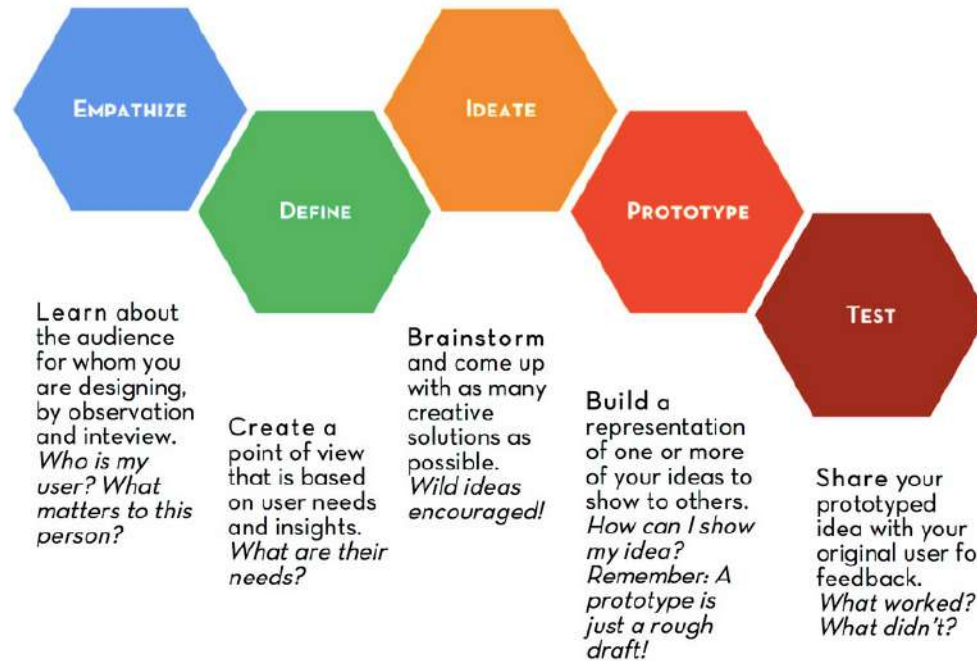 EMPATHIZE
DEFINE
IDEATE
PROTOTYPE
TEST
Learn about
the audience
for whom you
are designing,
by observation
and inteview.
Who is my
user? What
matters to this
person?
Create a
point of view
that is based
on user needs
and insights.
What are their
needs?
Brainstorm
and come up
with as many
creative
solutions as
possible.
Wild ideas
encouraged!
Build a
representation
of one or more
of your ideas to
show to others.
How can I show
my idea?
Remember: A
prototype is
just a rough
draft!
Share your
prototyped
idea with your
original user fo
feedback.
What worked?
What didn't?